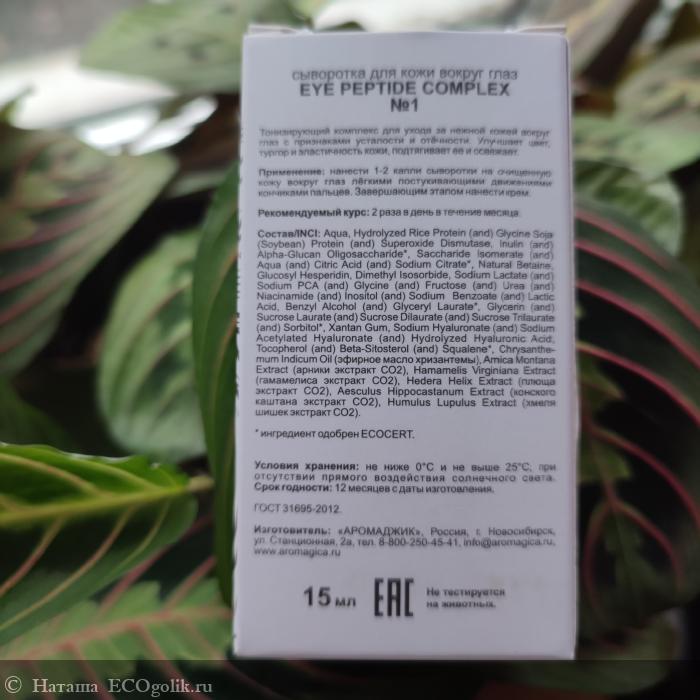 сыворотка для кожи вокруг глаз
EYE PEPTIDE COMPLEX
№1
Тонизирующий комплекс для ухода за нежной кожей вокруг
глаз с признаками усталости и отёчности. Улучшает цвет,
тургор и эластичность кожи, подтягивает её и освежает.
Применение: нанести 1-2 капли сыворотки на очищенную
кожу вокруг глаз лёгкими постукивающими движениями
кончиками пальцев. Завершающим этапом нанести крем.
Рекомендуемый курс: 2 раза в день в течение месяца.
Состав/INCI: Aqua, Hydrolyzed Rice Protein (and) Glycine Soja
(Soybean) Protein (and) Superoxide Dismutase, Inulin (and)
Alpha-Glucan Oligosaccharide*, Saccharide Isomerate (and)
Aqua (and) Citric Acid (and) Sodium Citrate*, Natural Betaine,
Glucosyl Hesperidin, Dimethyl Isosorbide, Sodium Lactate (and)
Sodium PCA (and) Glycine (and) Fructose (and) Urea (and)
Niacinamide (and) Inositol (and) Sodium Benzoate (and) Lactic
Acid, Benzyl Alcohol (and) Glyceryl Laurate*, Glycerin (and)
Sucrose Laurate (and) Sucrose Dilaurate (and) Sucrose Trilaurate
(and) Sorbitol*, Xantan Gum, Sodium Hyaluronate (and) Sodium
Acetylated Hyaluronate (and) Hydrolyzed Hyaluronic Acid,
Tocopherol (and) Beta-Sitosterol (and) Squalene*, Chrysanthe-
mum Indicum Oil (эфирное масло хризантемы), Arnica Montana
Extract (арники экстракт CO2), Hamamelis Virginiana Extract
(гамамелиса экстракт CO2), Hedera Helix Extract (плюща
экстракт CO2), Aesculus Hippocastanum Extract (конского
каштана экстракт CO2), Humulus Lupulus Extract (хмеля
шишек экстракт CO2).
* ингредиент одобрен ECOCERT.
Условия хранения: не ниже 0°С и не выше 25°С, при
отсутствии прямого воздействия солнечного света.
Срок годности: 12 месяцев с даты изготовления.
ГОСТ 31695-2012.
Изготовитель: «АРОМАДЖИК», Россия, г. Новосибирск,
ул. Станционная, 2а, тел. 8-800-250-45-41, info@aromagica.ru,
www.aromagica.ru
15 мл EAC Не тестируется
на животных.
© Наташа ECOgolik.ru